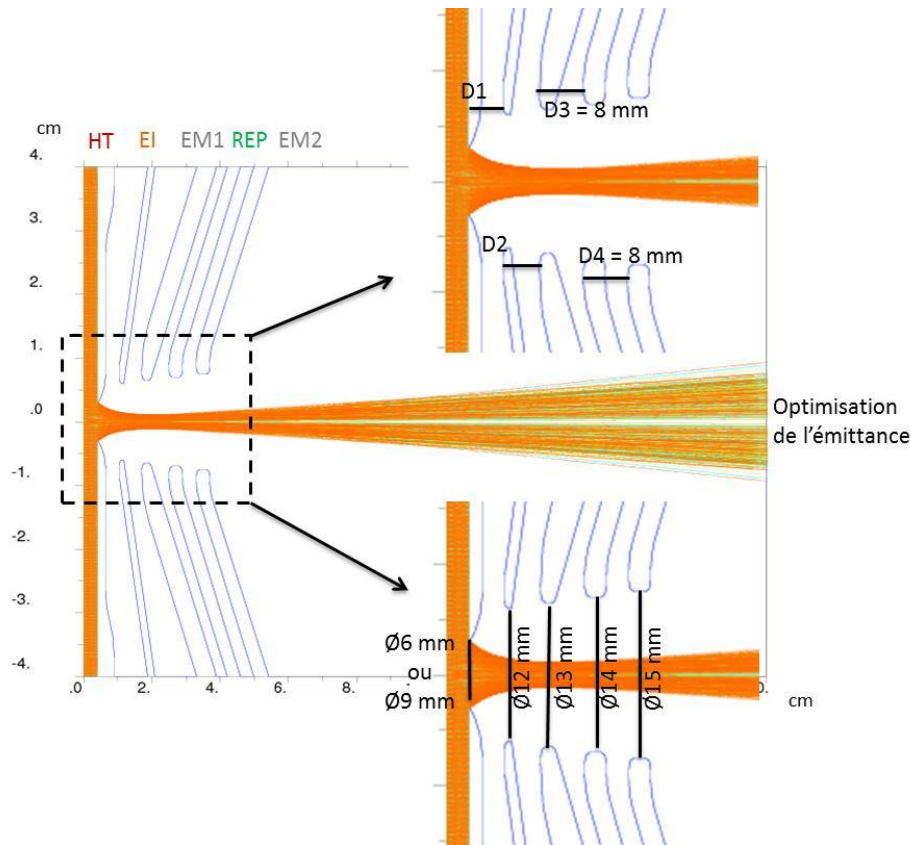 D1
D3 = 8 mm
cm
HT EI EM1 REP EM2
4.
3.
2.
1.
.0
-1.
-2.
-3.
-4.
D2
D4 = 8 mm
Optimisation
de l'émittance
Ø6 mm
ou
Ø9 mm
Ø12 mm
Ø13 mm
Ø14 mm
Ø15 mm
.0 2. 4. 6. 8. 0.
cm